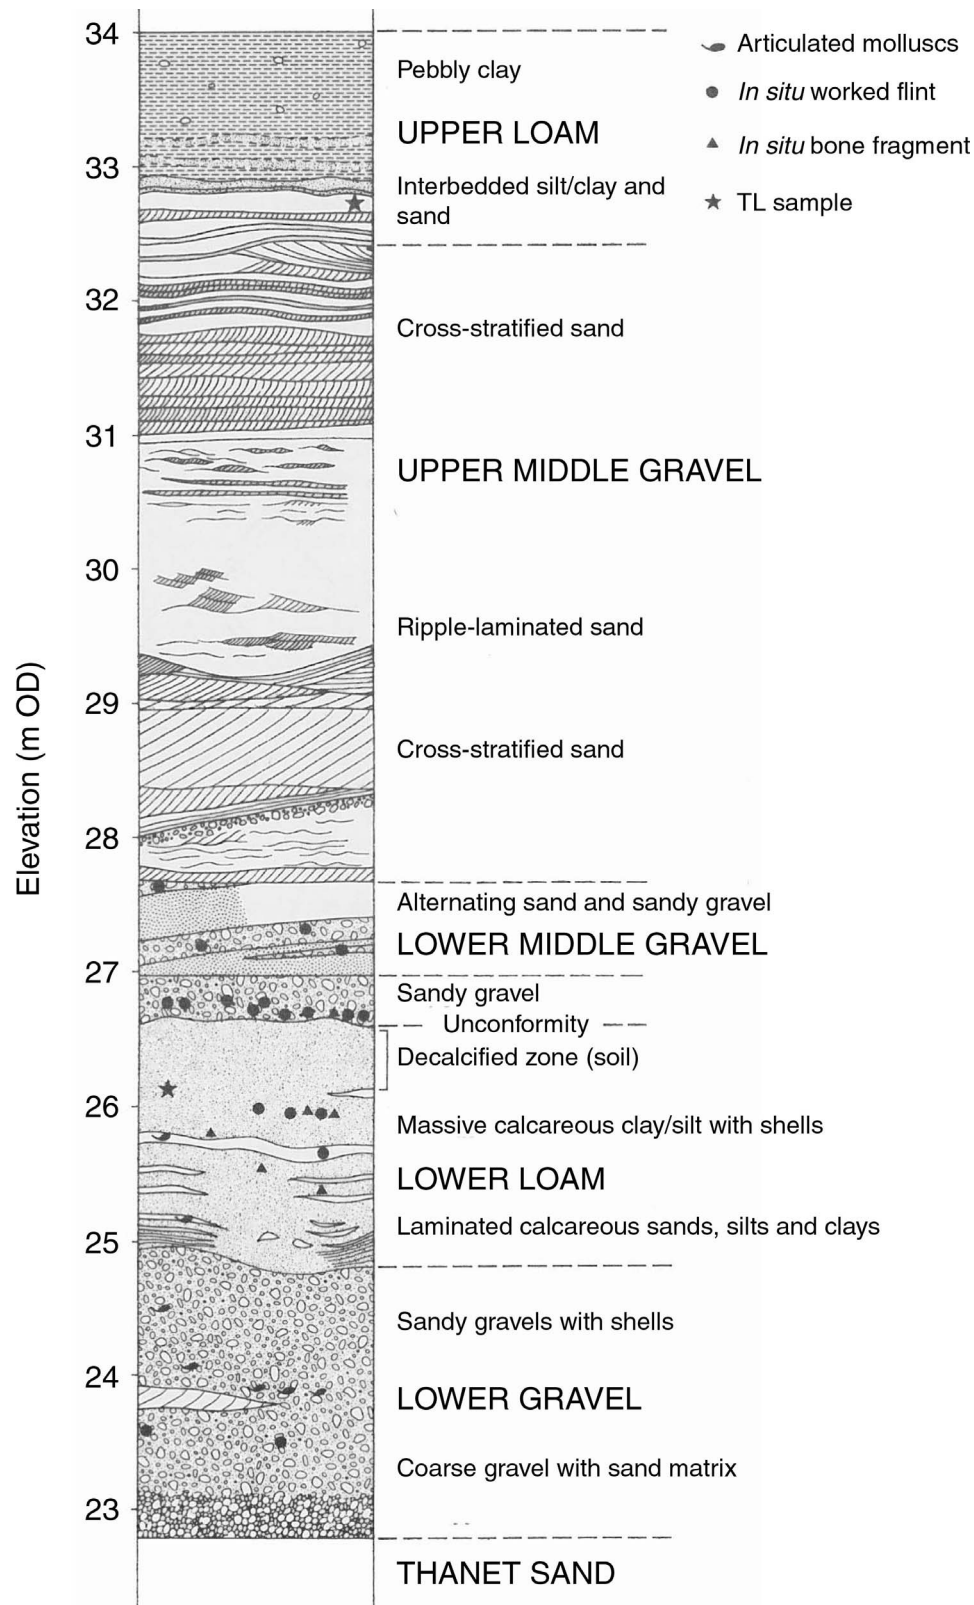 34
Articulated molluscs
Pebbly clay
In situ worked flint
UPPER LOAM
In situ bone fragment
33
Interbedded silt/clay and
sand
TL sample
32
Cross-stratified sand
31
UPPER MIDDLE GRAVEL
30
Ripple-laminated sand
29
Cross-stratified sand
Elevation (m OD)
28
Alternating sand and sandy gravel
LOWER MIDDLE GRAVEL
27
Sandy gravel
Unconformity
Decalcified zone (soil)
26
Massive calcareous clay/silt with shells
LOWER LOAM
Laminated calcareous sands, silts and clays
25
Sandy gravels with shells
24
LOWER GRAVEL
Coarse gravel with sand matrix
23
THANET SAND